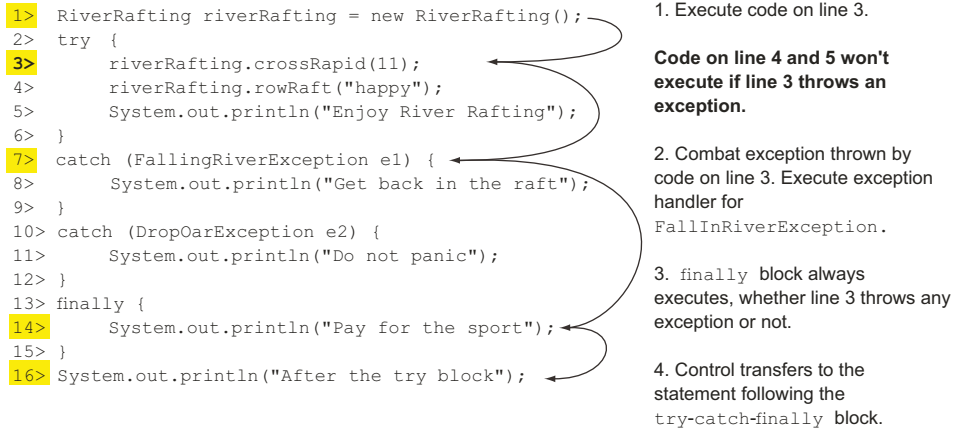 1> RiverRafting riverRafting = new RiverRafting();
2> try {
3> riverRafting.crossRapid(11);
4> riverRafting.rowRaft("happy");
5> System.out.println("Enjoy River Rafting");
6> }
7> catch (FallingRiverException e1) {
8> System.out.println("Get back in the raft");
9> }
10> catch (DropOarException e2) {
11> System.out.println("Do not panic");
12> }
13> finally {
14> System.out.println("Pay for the sport");
15> }
16> System.out.println("After the try block");
1. Execute code on line 3.
Code on line 4 and 5 won't
execute if line 3 throws an
exception.
2. Combat exception thrown by
code on line 3. Execute exception
handler for
FallInRiverException.
3. finally block always
executes, whether line 3 throws any
exception or not.
4. Control transfers to the
statement following the
try-catch-finally block.